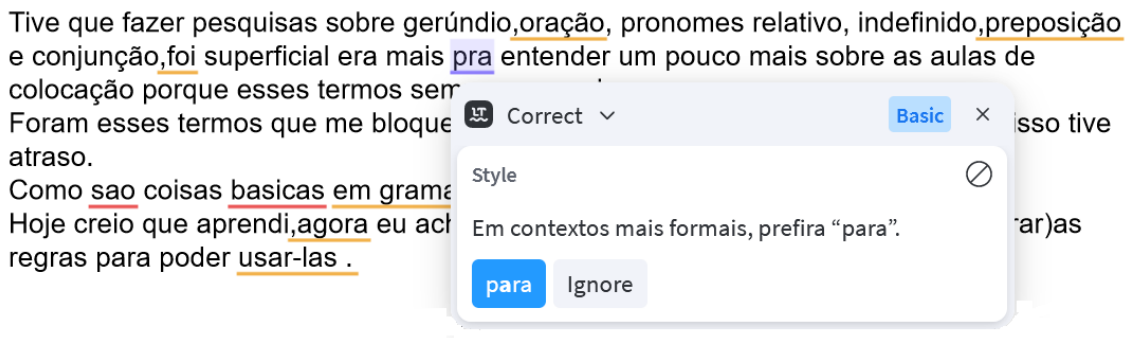 Tive que fazer pesquisas sobre gerúndio,oração, pronomes relativo, indefinido,preposição
e conjunção,foi superficial era mais pra entender um pouco mais sobre as aulas de
colocação porque esses termos sem
Correct
Basic
Foram esses termos que me bloque isso tive
atraso.
Style
Como sao coisas basicas em grama
Hoje creio que aprendi,agora eu ach rar)as
Em contextos mais formais, prefira “para”.
regras para poder usar-las .
para Ignore